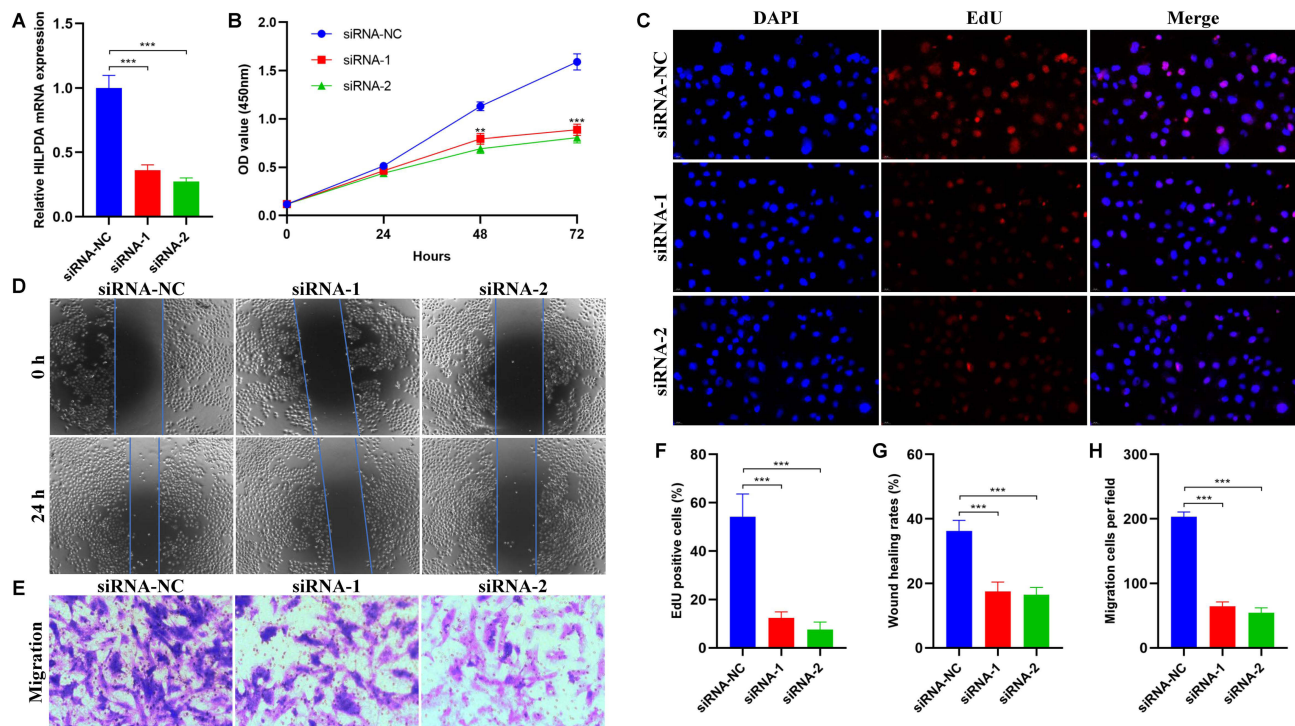 A
Relative HILPDA mRNA expression
1.5
1.0
0.5
0.0
***
***
siRNA-NC
siRNA-1
siRNA-2
B
OD value (450nm)
2.0
1.5
1.0
0.5
0.0
siRNA-NC
siRNA-1
siRNA-2
**
***
0
24
48
72
Hours
C
DAPI
EdU
Merge
siRNA-NC
siRNA-1
siRNA-2
D
siRNA-NC
siRNA-1
siRNA-2
0 h
24 h
E
siRNA-NC
siRNA-1
siRNA-2
Migration
F
EdU positive cells (%)
80
60
40
20
0
***
***
siRNA-NC
siRNA-1
siRNA-2
G
Wound healing rates (%)
60
40
20
0
***
***
siRNA-NC
siRNA-1
siRNA-2
H
Migration cells per field
300
200
100
0
***
***
siRNA-NC
siRNA-1
siRNA-2